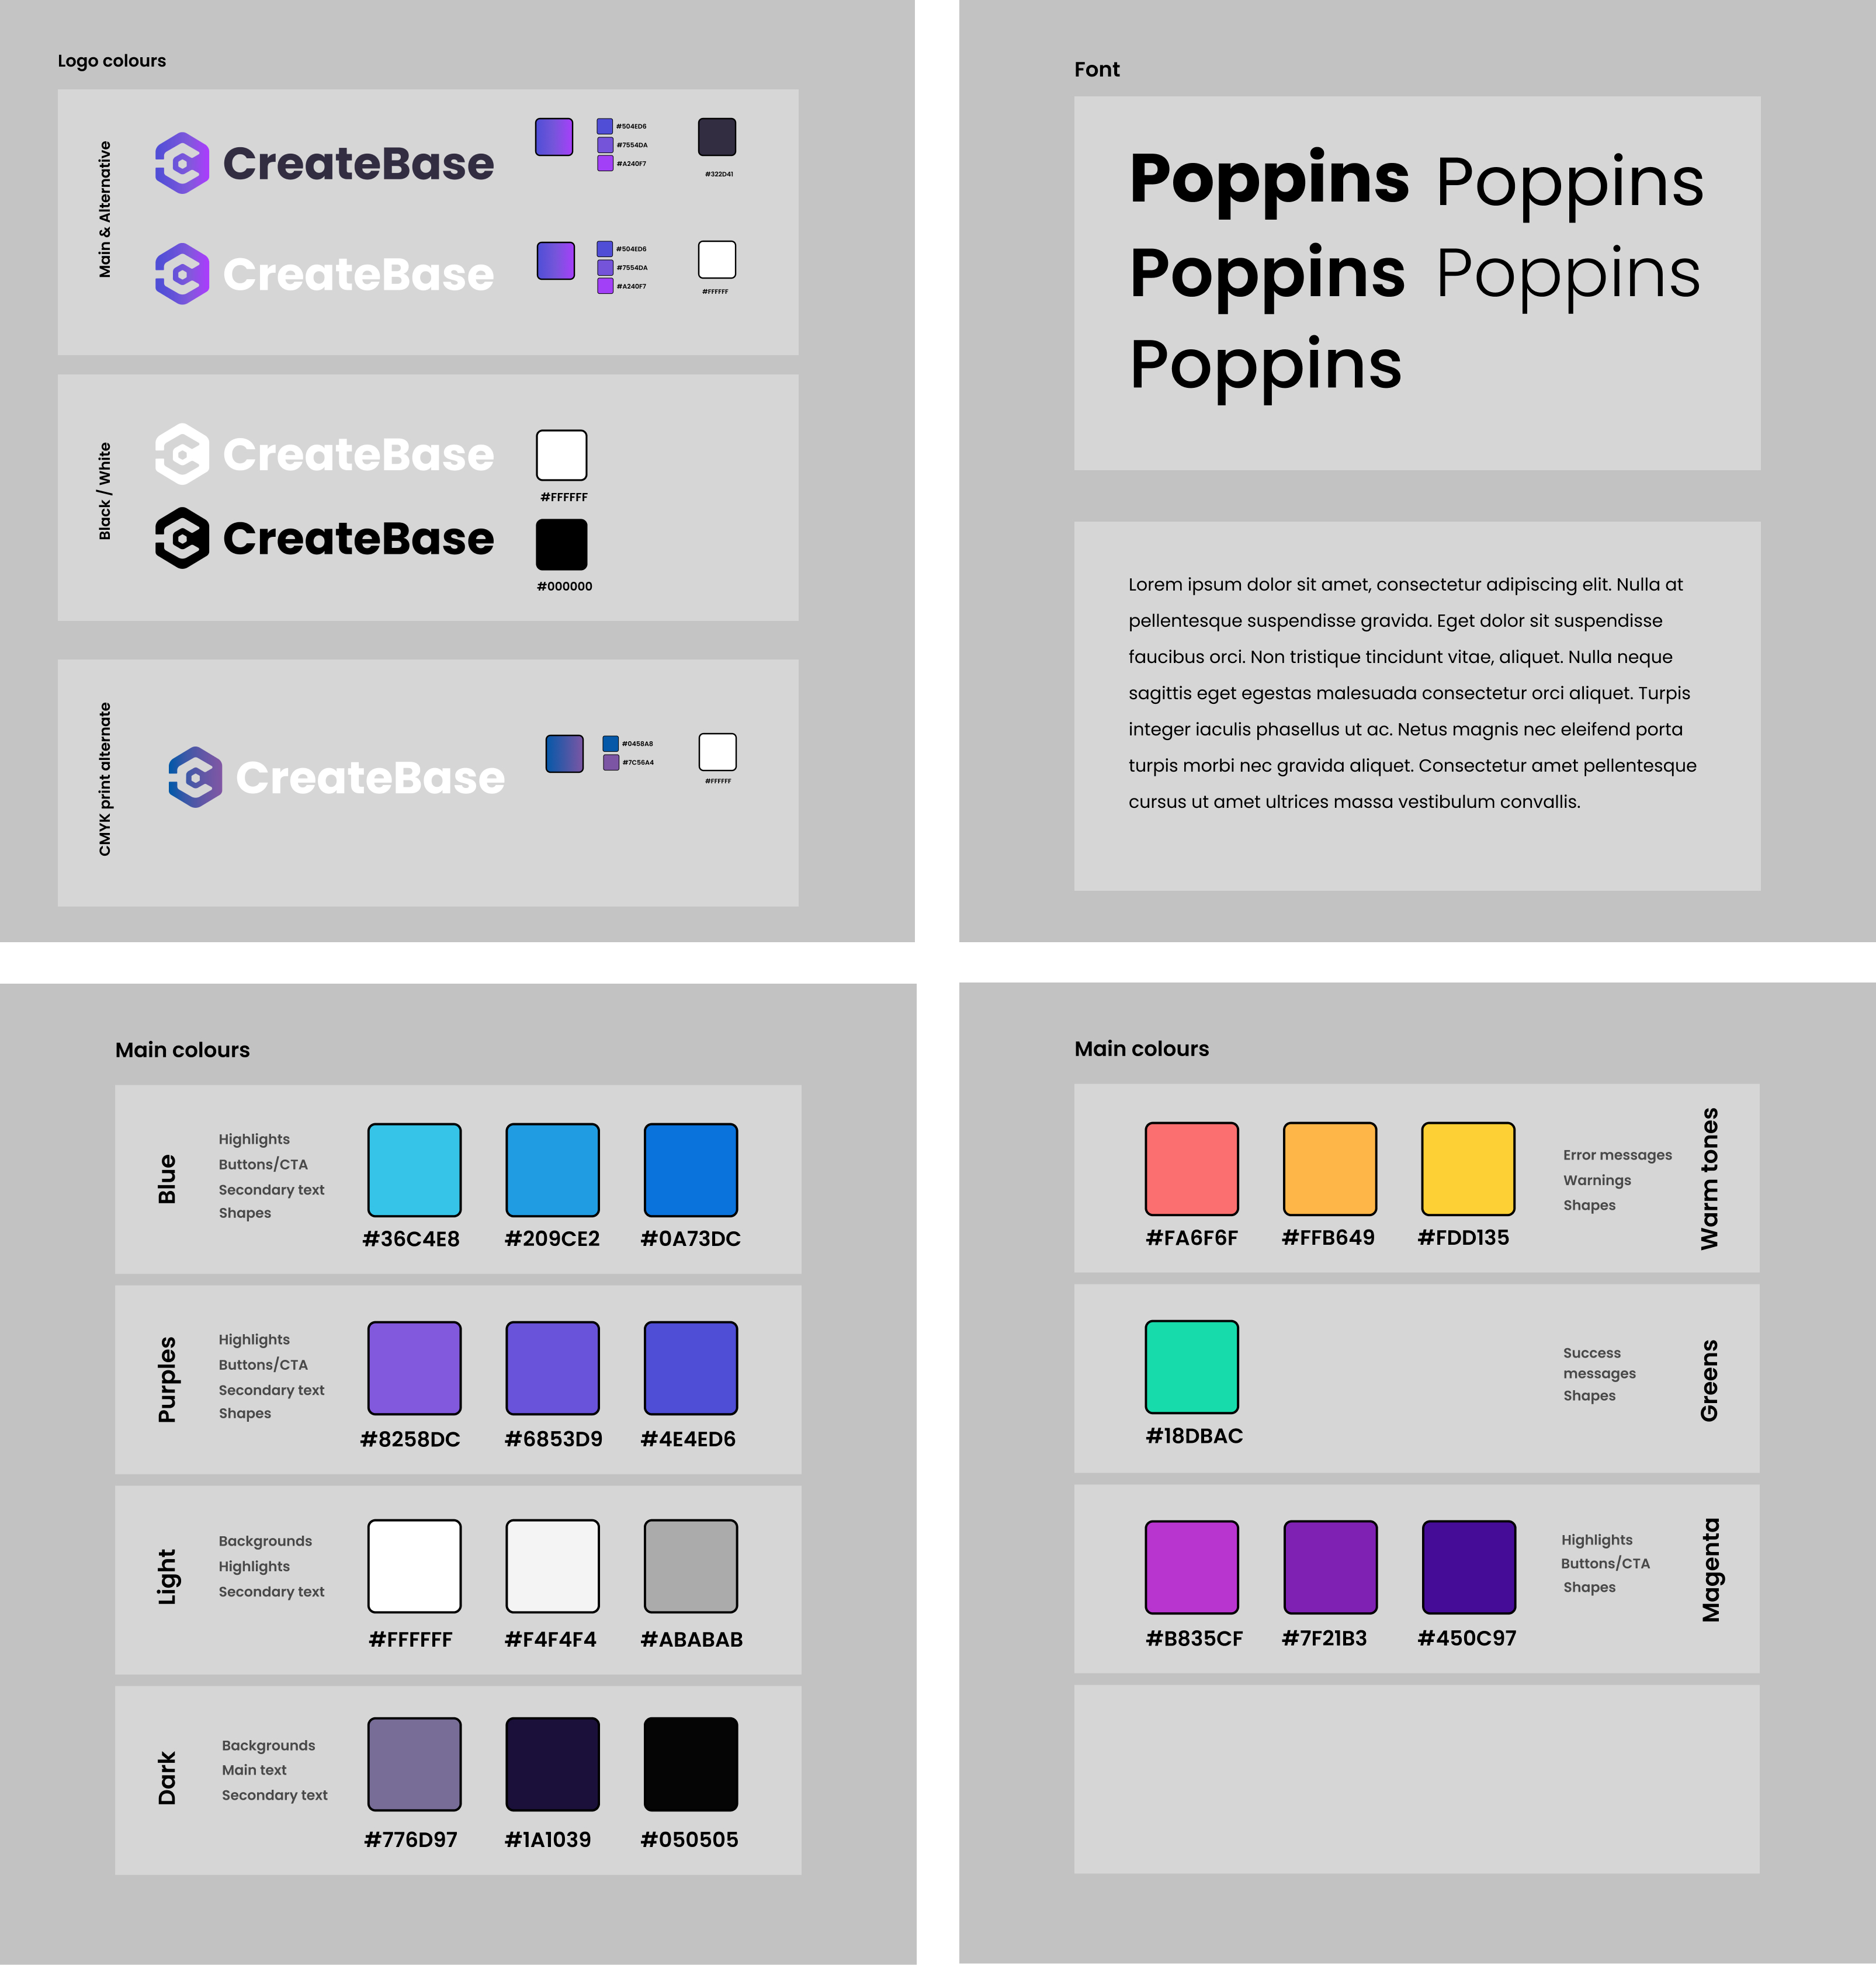 Logo colours
Main & Alternative
CreateBase
#504ED6
#7554DA
#A240F7
#322D41
CreateBase
#504ED6
#7554DA
#A240F7
#FFFFFF
Black / White
CreateBase
#FFFFFF
CreateBase
#000000
CMYK print alternate
CreateBase
#0458A8
#7C56A4
#FFFFFF
Font
Poppins Poppins
Poppins Poppins
Poppins
Lorem ipsum dolor sit amet, consectetur adipiscing elit. Nulla at
pellentesque suspendisse gravida. Eget dolor sit suspendisse
faucibus orci. Non tristique tincidunt vitae, aliquet. Nulla neque
sagittis eget egestas malesuada consectetur orci aliquet. Turpis
integer iaculis phasellus ut ac. Netus magnis nec eleifend porta
turpis morbi nec gravida aliquet. Consectetur amet pellentesque
cursus ut amet ultrices massa vestibulum convallis.
Main colours
Blue
Highlights
Buttons/CTA
Secondary text
Shapes
#36C4E8 #209CE2 #0A73DC
Purples
Highlights
Buttons/CTA
Secondary text
Shapes
#8258DC #6853D9 #4E4ED6
Light
Backgrounds
Highlights
Secondary text
#FFFFFF #F4F4F4 #ABABAB
Dark
Backgrounds
Main text
Secondary text
#776D97 #1A1039 #050505
Main colours
#FA6F6F #FFB649 #FDD135
Error messages
Warnings
Shapes
Warm tones
#18DBAC
Success
messages
Shapes
Greens
#B835CF #7F21B3 #450C97
Highlights
Buttons/CTA
Shapes
Magenta